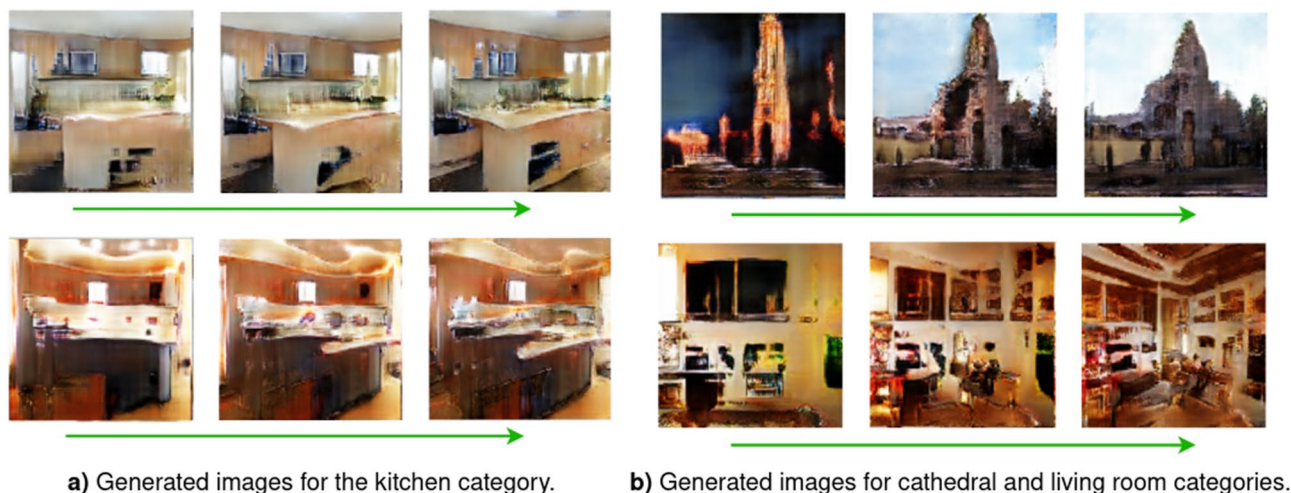 a) Generated images for the kitchen category.
b) Generated images for cathedral and living room categories.